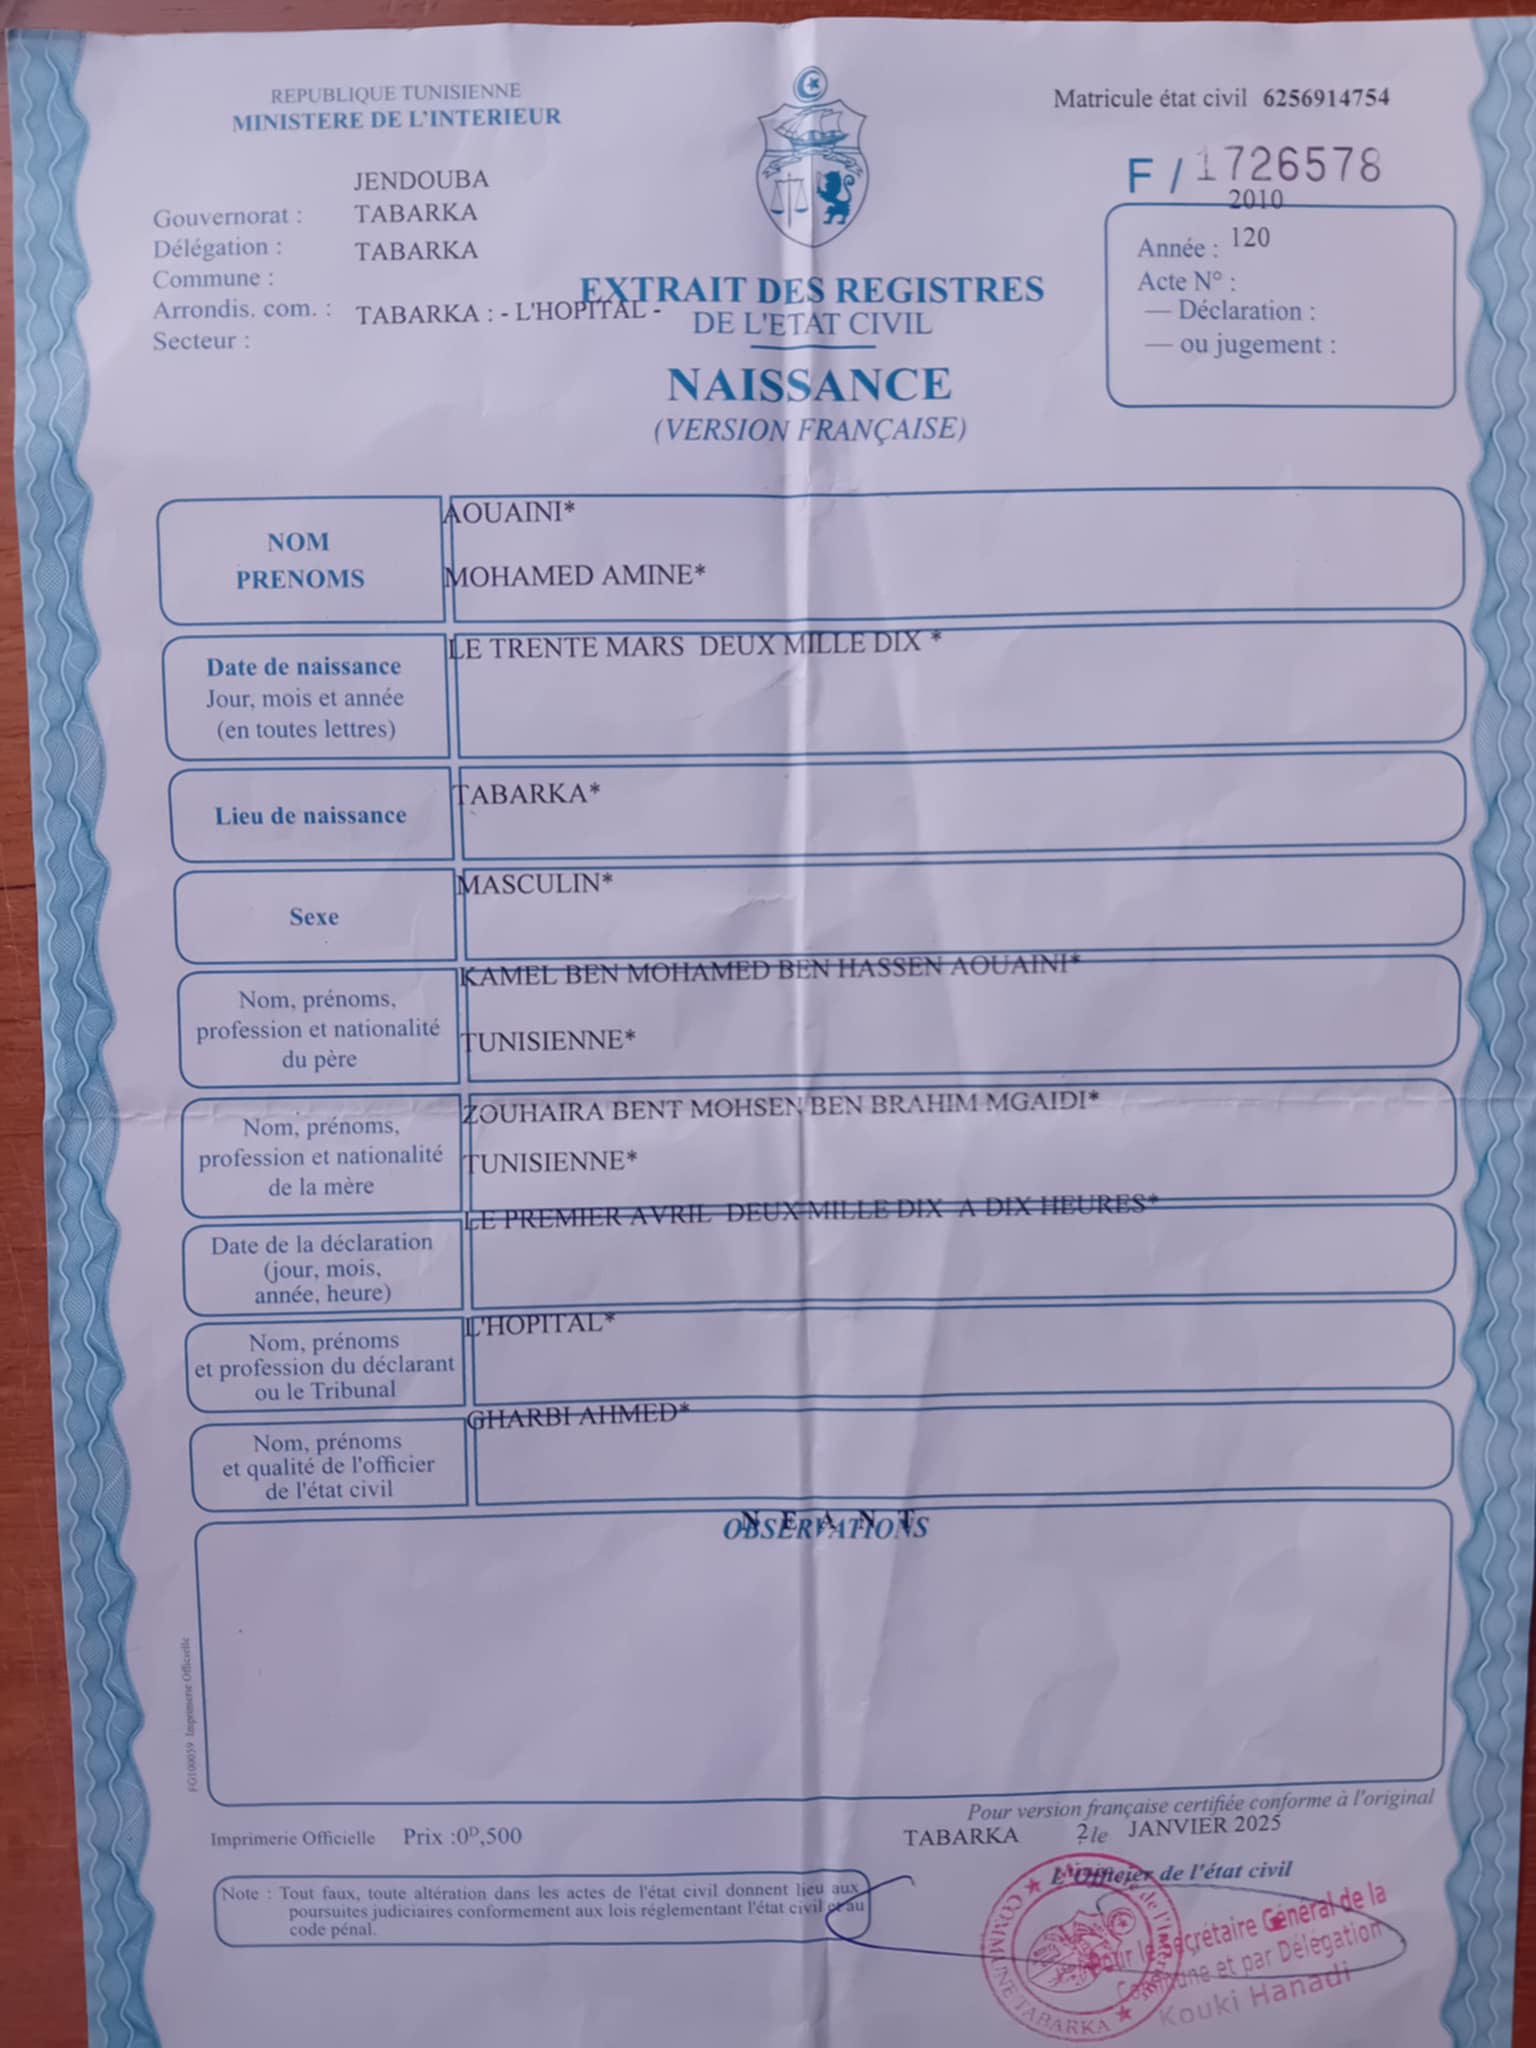 REPUBLIQUE TUNISIENNE
MINISTERE DE L'INTERIEUR
Matricule état civil 6256914754
F / 1726578
JENDOUBA
Gouvernorat : TABARKA
Délégation : TABARKA
Commune :
Arrondis. com. : TABARKA : - L'HOPITAL -
Secteur :
2010
Année : 120
Acte N° :
— Déclaration :
— ou jugement :
EXTRAIT DES REGISTRES
DE L'ETAT CIVIL
NAISSANCE
(VERSION FRANÇAISE)
NOM
PRENOMS
AOUAINI*
MOHAMED AMINE*
Date de naissance
Jour, mois et année
(en toutes lettres)
LE TRENTE MARS DEUX MILLE DIX *
Lieu de naissance
TABARKA*
Sexe
MASCULIN*
Nom, prénoms,
profession et nationalité
du père
KAMEL BEN MOHAMED BEN HASSEN AOUAINI*
TUNISIENNE*
Nom, prénoms,
profession et nationalité
de la mère
ZOUHAIRA BENT MOHSEN BEN BRAHIM MGAIDI*
TUNISIENNE*
Date de la déclaration
(jour, mois,
année, heure)
LE PREMIER AVRIL DEUX MILLE DIX A DIX HEURES*
Nom, prénoms
et profession du déclarant
ou le Tribunal
L'HOPITAL*
Nom, prénoms
et qualité de l'officier
de l'état civil
GHARBI AHMED*
OBSERVATIONS
N E A N T
FG100059 Imprimerie Officielle
Pour version française certifiée conforme à l'original
Imprimerie Officielle Prix :0ᴰ,500
TABARKA 2 le JANVIER 2025
L'Officier de l'état civil
Note : Tout faux, toute altération dans les actes de l'état civil donnent lieu aux
poursuites judiciaires conformement aux lois réglementant l'état civil et au
code pénal.
Pour le Secrétaire Général de la
Commune et par Délégation
Kouki Hanadi
COMMUNE TABARKA